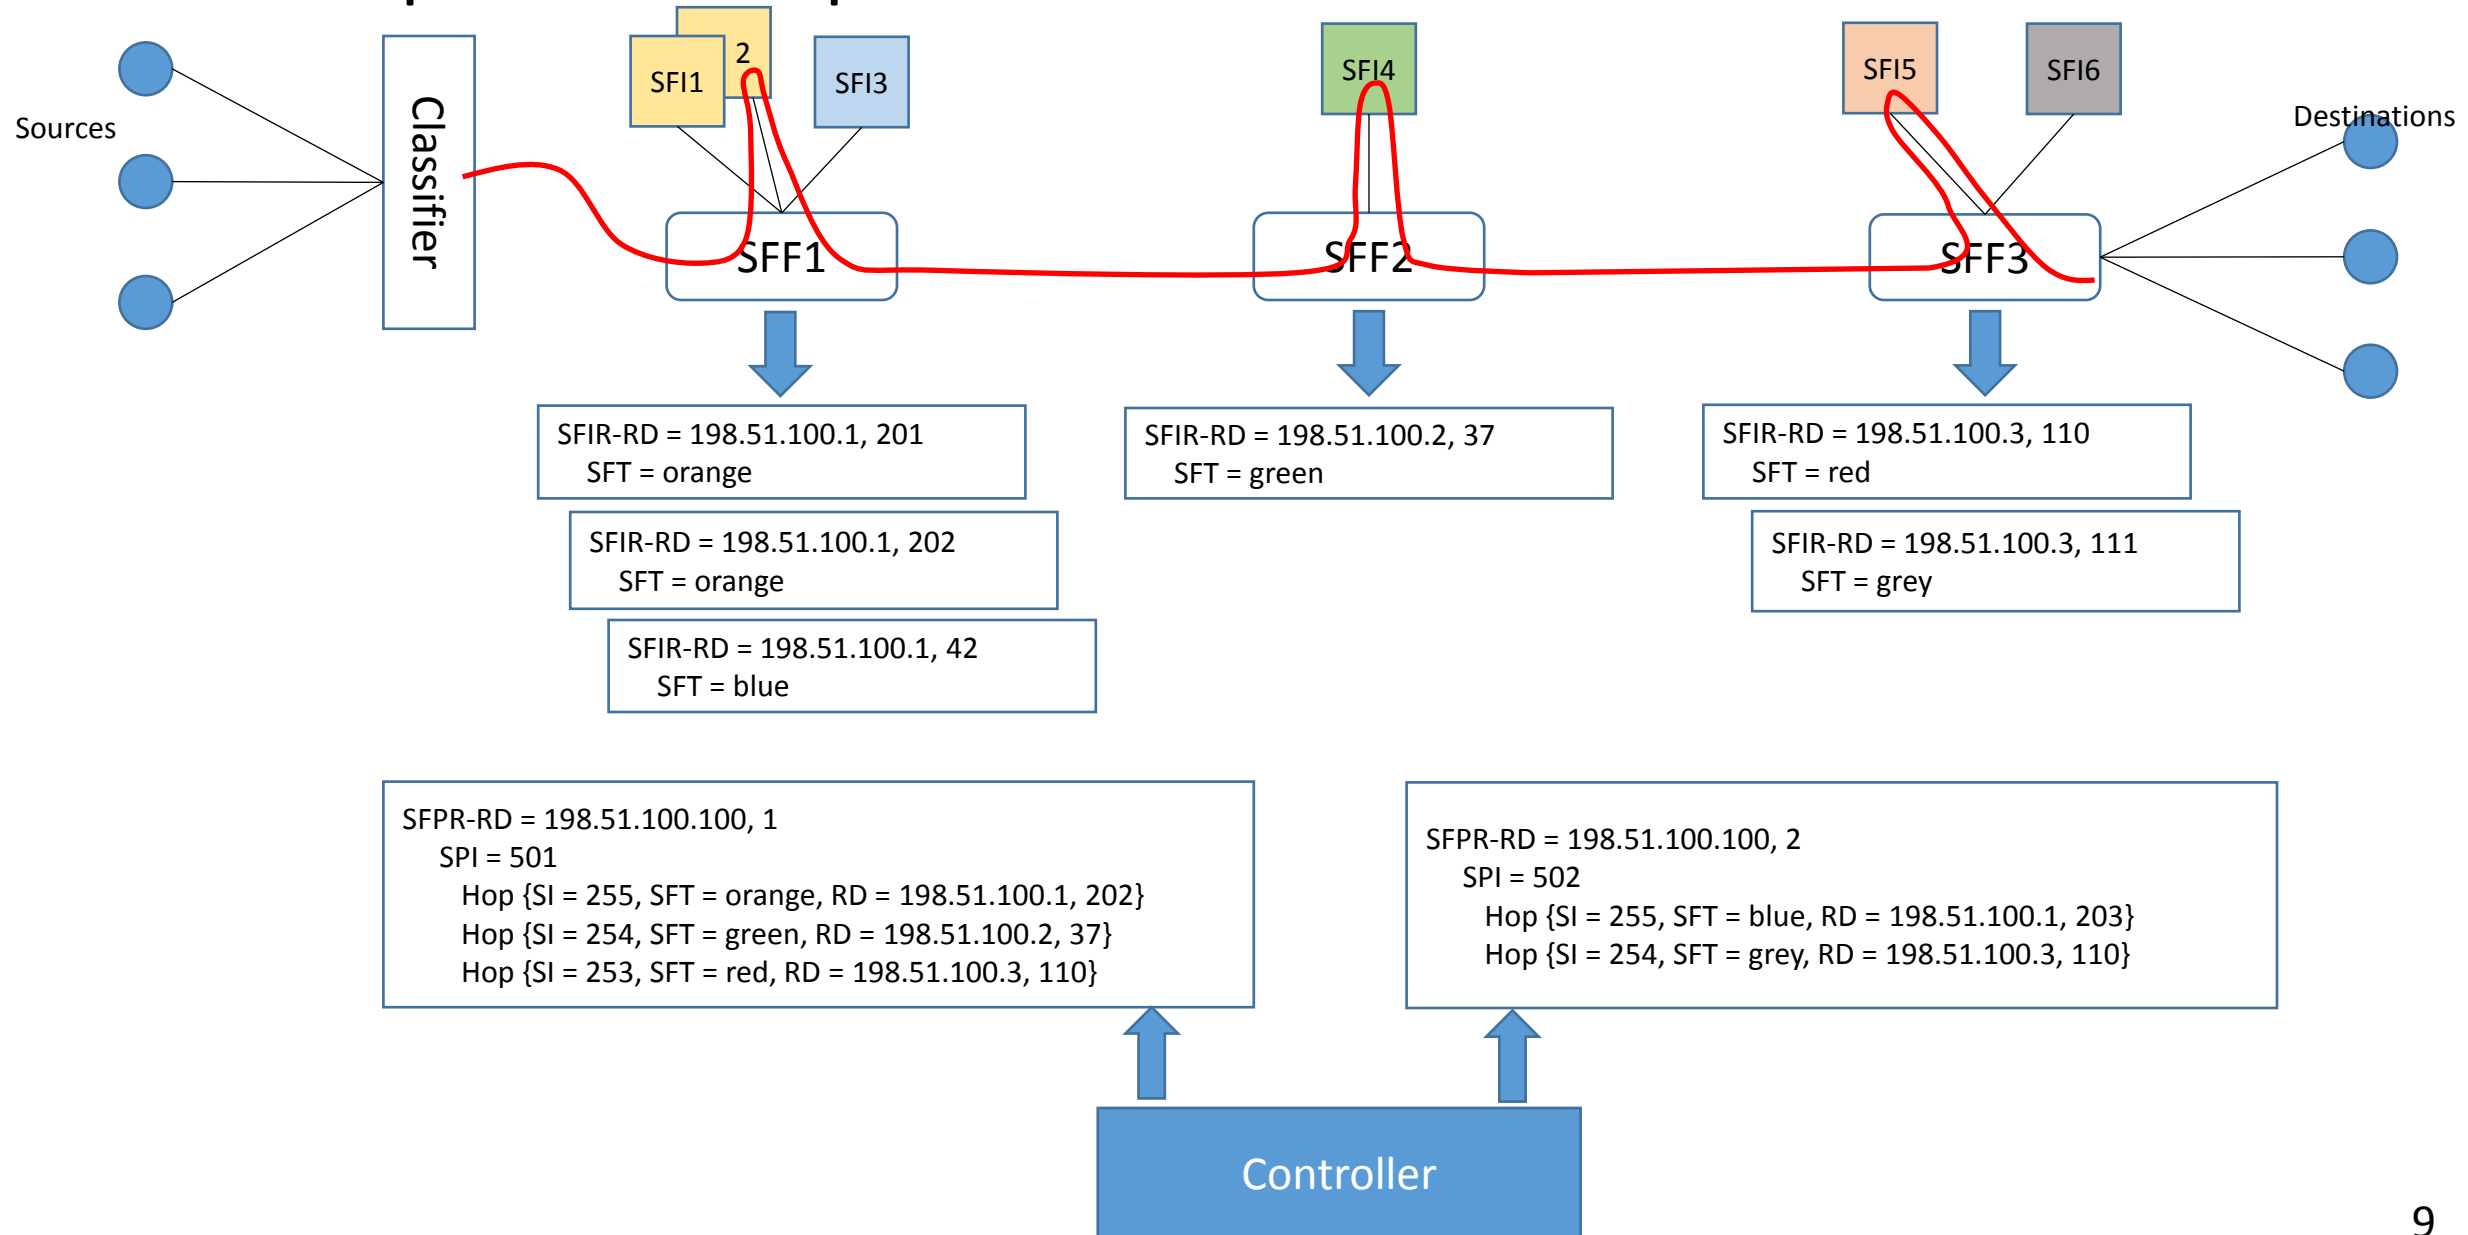 Sources
Classifier
SFI1
2
SFI3
SFI4
SFI5
SFI6
Destinations
SFF1
SFF2
SFF3
SFIR-RD = 198.51.100.1, 201
SFT = orange
SFIR-RD = 198.51.100.1, 202
SFT = orange
SFIR-RD = 198.51.100.1, 42
SFT = blue
SFIR-RD = 198.51.100.2, 37
SFT = green
SFIR-RD = 198.51.100.3, 110
SFT = red
SFIR-RD = 198.51.100.3, 111
SFT = grey
SFPR-RD = 198.51.100.100, 1
SPI = 501
Hop {SI = 255, SFT = orange, RD = 198.51.100.1, 202}
Hop {SI = 254, SFT = green, RD = 198.51.100.2, 37}
Hop {SI = 253, SFT = red, RD = 198.51.100.3, 110}
SFPR-RD = 198.51.100.100, 2
SPI = 502
Hop {SI = 255, SFT = blue, RD = 198.51.100.1, 203}
Hop {SI = 254, SFT = grey, RD = 198.51.100.3, 110}
Controller
9